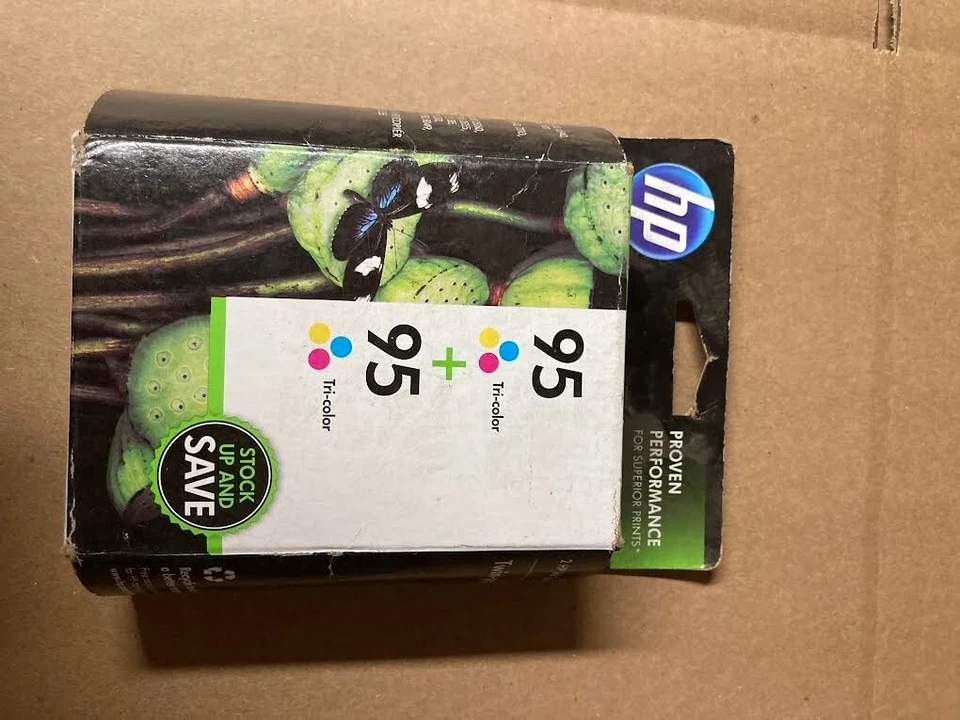 hp
PROVEN
PERFORMANCE
FOR SUPERIOR PRINTS*
95
Tri-color
+
95
Tri-color
STOCK
UP AND
SAVE